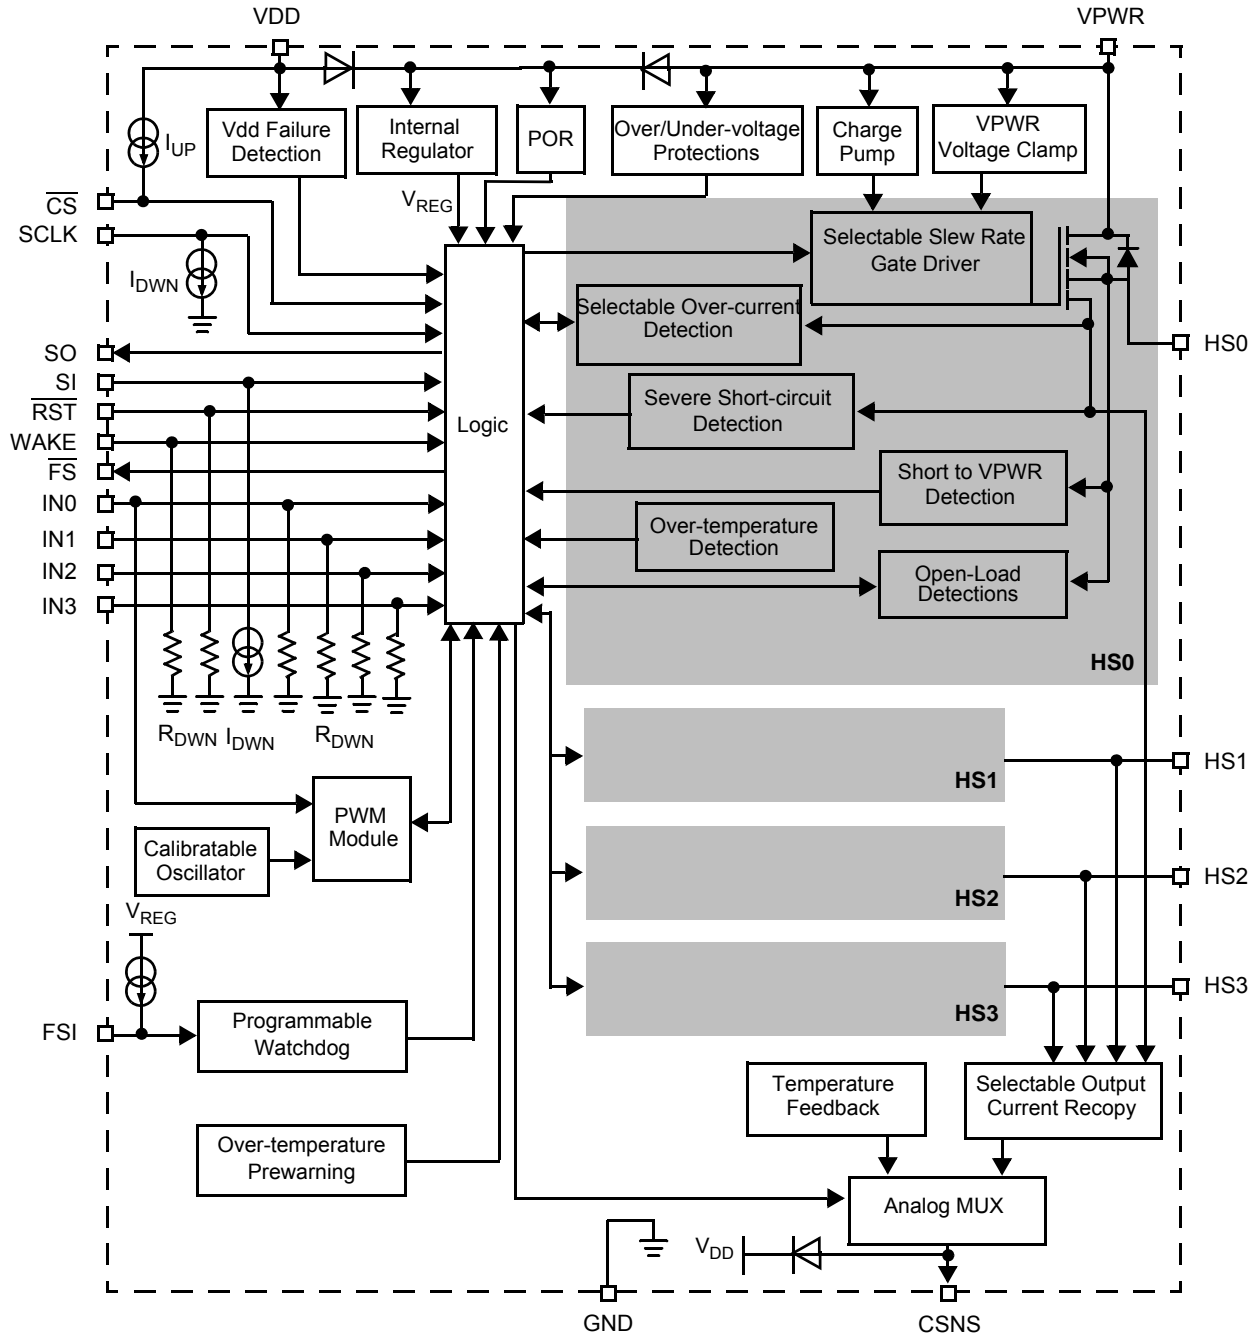 VDD
VPWR
Vdd Failure
Detection
Internal
Regulator
POR
Over/Under-voltage
Protections
Charge
Pump
VPWR
Voltage Clamp
IUP
VREG
CS
SCLK
IDWN
SO
SI
RST
WAKE
FS
IN0
IN1
IN2
IN3
Logic
Selectable Slew Rate
Gate Driver
Selectable Over-current
Detection
Severe Short-circuit
Detection
Short to VPWR
Detection
Over-temperature
Detection
Open-Load
Detections
HS0
HS0
RDWN
IDWN
RDWN
PWM
Module
Calibratable
Oscillator
VREG
FSI
Programmable
Watchdog
Over-temperature
Prewarning
HS1
HS1
HS2
HS2
HS3
HS3
Temperature
Feedback
Selectable Output
Current Recopy
Analog MUX
VDD
GND
CSNS